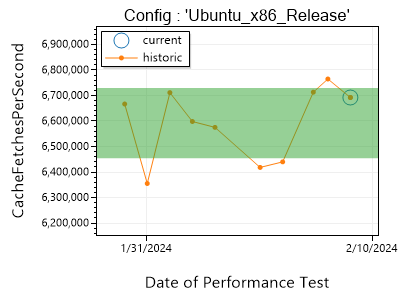 Config : 'Ubuntu_x86_Release'
current
historic
CacheFetchesPerSecond
6,900,000
6,800,000
6,700,000
6,600,000
6,500,000
6,400,000
6,300,000
6,200,000
1/31/2024
2/10/2024
Date of Performance Test